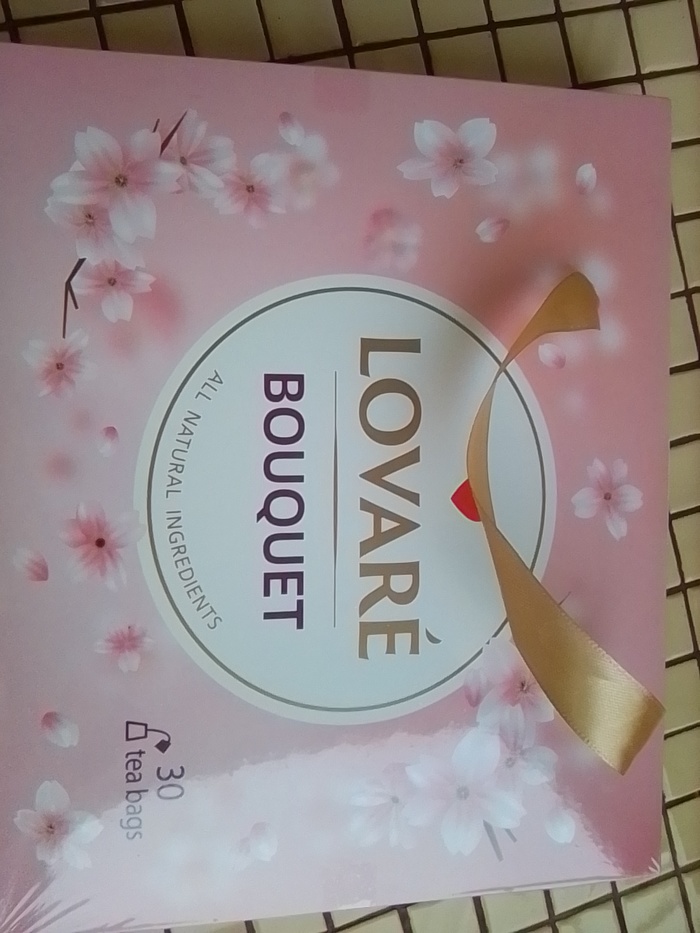 LOVARÉ
BOUQUET
ALL NATURAL INGREDIENTS
30
tea bags